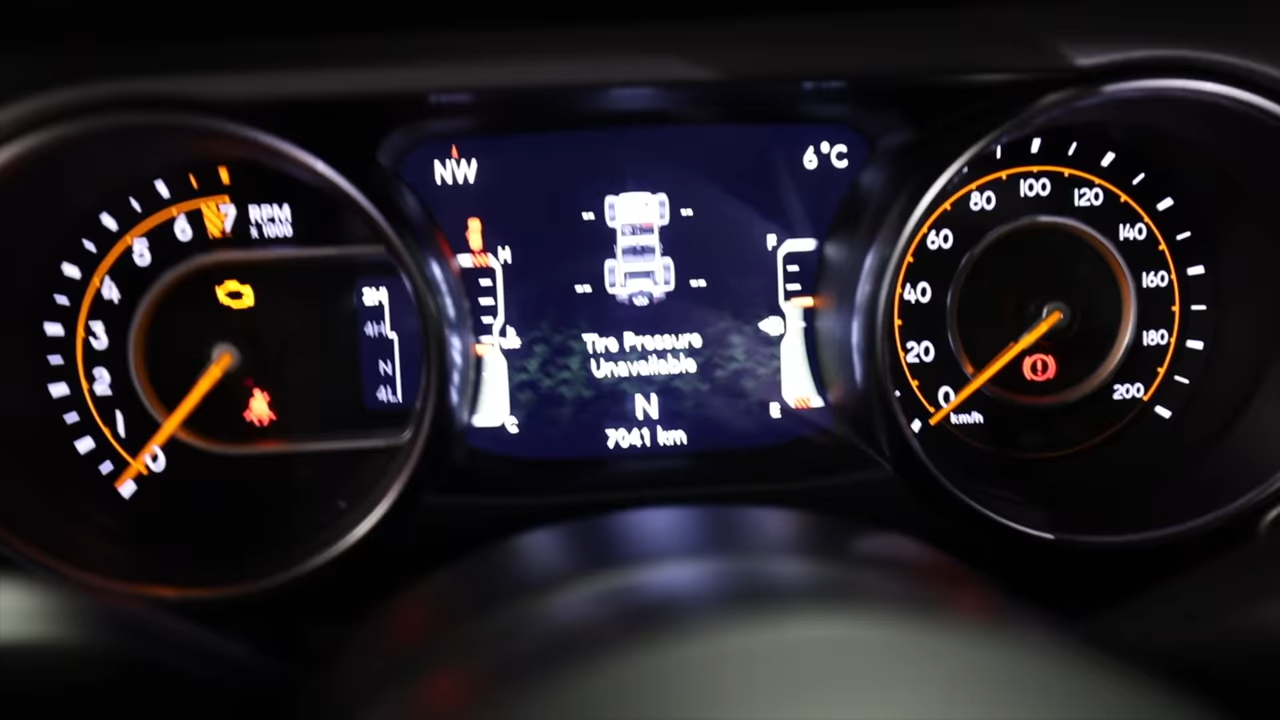 NW
6°C
7
6
5
4
3
2
1
0
RPM
x 1000
2H
4H
N
4L
H
C
-- --
-- --
Tire Pressure
Unavailable
N
7041 km
F
E
0
20
40
60
80
100
120
140
160
180
200
km/h